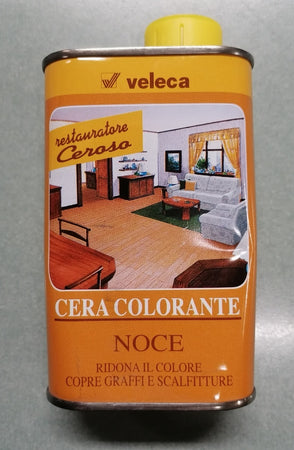 veleca
restauratore
Ceroso
CERA COLORANTE
NOCE
RIDONA IL COLORE
COPRE GRAFFI E SCALFITTURE